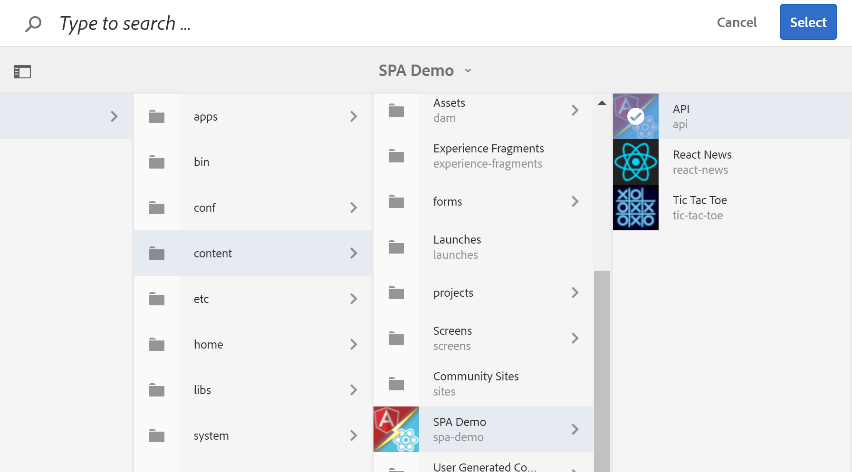 Type to search ...
Cancel
Select
SPA Demo
apps
bin
conf
content
etc
home
libs
system
Assets
dam
Experience Fragments
experience-fragments
forms
Launches
launches
projects
Screens
screens
Community Sites
sites
SPA Demo
spa-demo
User Generated Co...
API
api
React News
react-news
Tic Tac Toe
tic-tac-toe